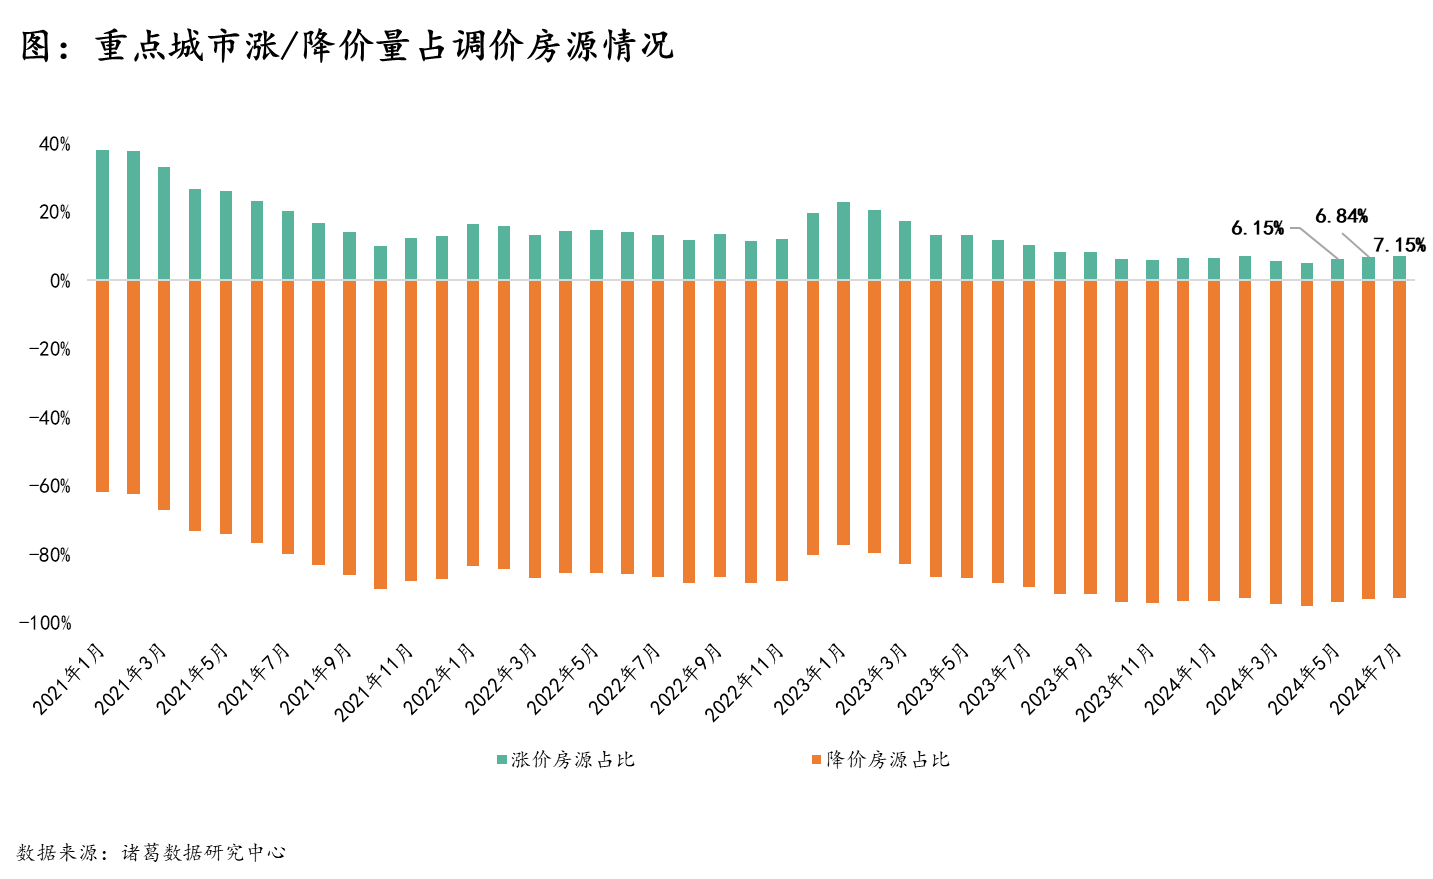 图：重点城市涨/降价量占调价房源情况
40%
20%
0%
-20%
-40%
-60%
-80%
-100%
6.15%
6.84%
7.15%
2021年1月
2021年3月
2021年5月
2021年7月
2021年9月
2021年11月
2022年1月
2022年3月
2022年5月
2022年7月
2022年9月
2022年11月
2023年1月
2023年3月
2023年5月
2023年7月
2023年9月
2023年11月
2024年1月
2024年3月
2024年5月
2024年7月
涨价房源占比
降价房源占比
数据来源：诸葛数据研究中心